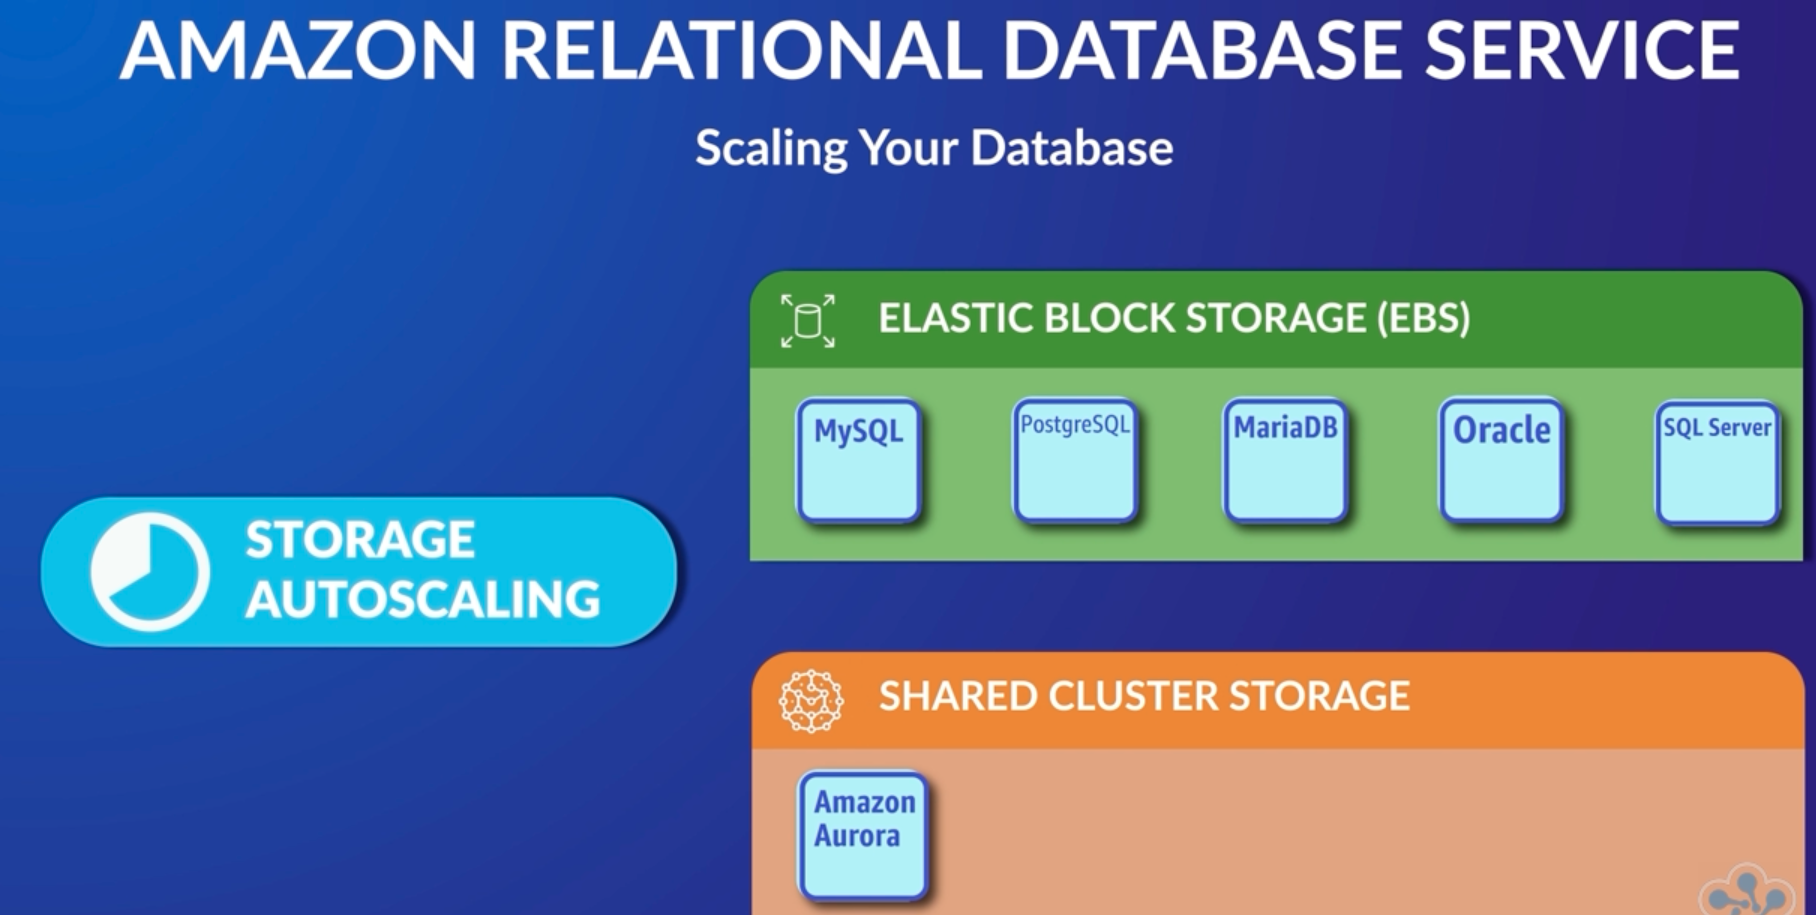 AMAZON RELATIONAL DATABASE SERVICE
Scaling Your Database
STORAGE
AUTOSCALING
ELASTIC BLOCK STORAGE (EBS)
MySQL
PostgreSQL
MariaDB
Oracle
SQL Server
SHARED CLUSTER STORAGE
Amazon
Aurora